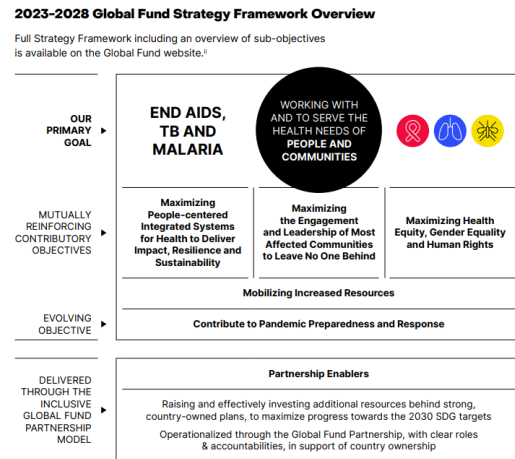 2023–2028 Global Fund Strategy Framework Overview
Full Strategy Framework including an overview of sub-objectives
is available on the Global Fund website.ii
OUR
PRIMARY
GOAL
END AIDS,
TB AND
MALARIA
WORKING WITH
AND TO SERVE THE
HEALTH NEEDS OF
PEOPLE AND
COMMUNITIES
MUTUALLY
REINFORCING
CONTRIBUTORY
OBJECTIVES
Maximizing
People-centered
Integrated Systems
for Health to Deliver
Impact, Resilience and
Sustainability
Maximizing
the Engagement
and Leadership of Most
Affected Communities
to Leave No One Behind
Maximizing Health
Equity, Gender Equality
and Human Rights
Mobilizing Increased Resources
EVOLVING
OBJECTIVE
Contribute to Pandemic Preparedness and Response
DELIVERED
THROUGH THE
INCLUSIVE
GLOBAL FUND
PARTNERSHIP
MODEL
Partnership Enablers
Raising and effectively investing additional resources behind strong,
country-owned plans, to maximize progress towards the 2030 SDG targets
Operationalized through the Global Fund Partnership, with clear roles
& accountabilities, in support of country ownership